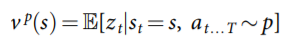 v^p(s) = 𝔼[z_t|s_t = s, a_{t…T} ∼ p]